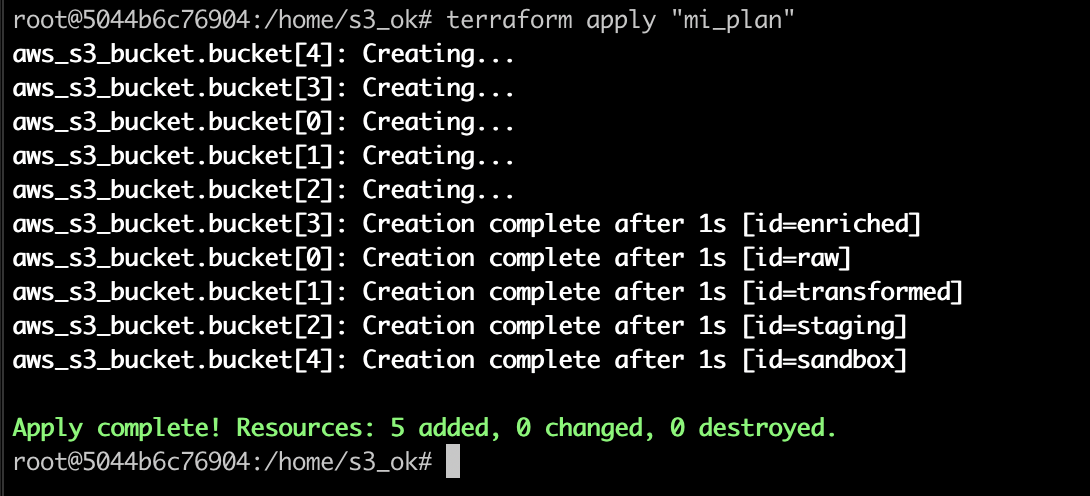 root@5044b6c76904:/home/s3_ok# terraform apply "mi_plan"
aws_s3_bucket.bucket[4]: Creating...
aws_s3_bucket.bucket[3]: Creating...
aws_s3_bucket.bucket[0]: Creating...
aws_s3_bucket.bucket[1]: Creating...
aws_s3_bucket.bucket[2]: Creating...
aws_s3_bucket.bucket[3]: Creation complete after 1s [id=enriched]
aws_s3_bucket.bucket[0]: Creation complete after 1s [id=raw]
aws_s3_bucket.bucket[1]: Creation complete after 1s [id=transformed]
aws_s3_bucket.bucket[2]: Creation complete after 1s [id=staging]
aws_s3_bucket.bucket[4]: Creation complete after 1s [id=sandbox]
Apply complete! Resources: 5 added, 0 changed, 0 destroyed.
root@5044b6c76904:/home/s3_ok#